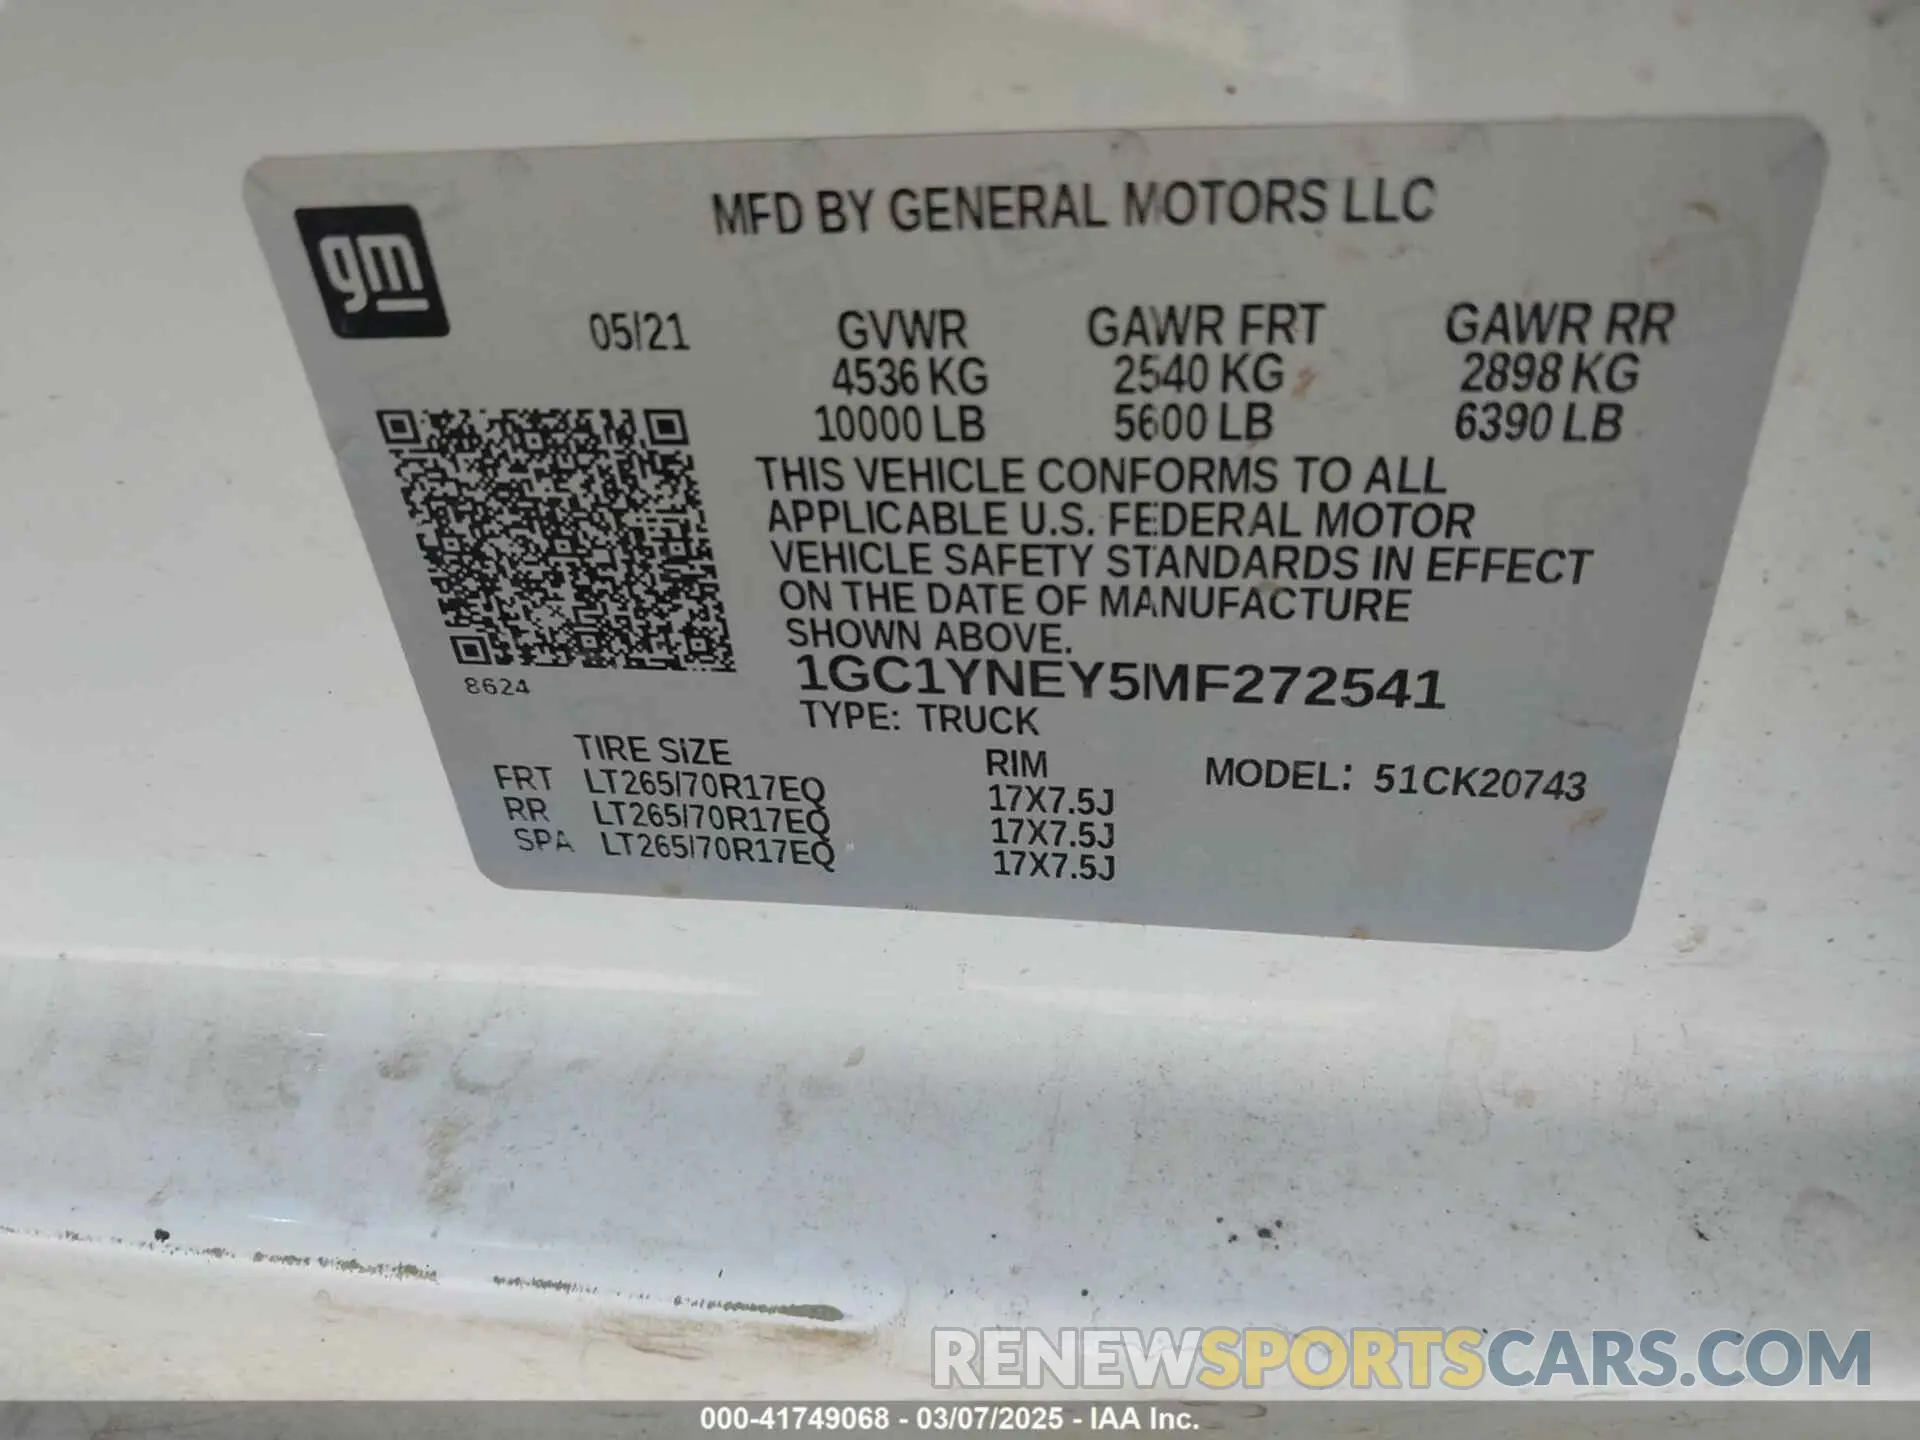 gm
MFD BY GENERAL MOTORS LLC
05/21 GVWR GAWR FRT GAWR RR
4536 KG 2540 KG 2898 KG
10000 LB 5600 LB 6390 LB
THIS VEHICLE CONFORMS TO ALL
APPLICABLE U.S. FEDERAL MOTOR
VEHICLE SAFETY STANDARDS IN EFFECT
ON THE DATE OF MANUFACTURE
SHOWN ABOVE.
8624 1GC1YNEY5MF272541
TYPE: TRUCK
TIRE SIZE RIM MODEL: 51CK20743
FRT LT265/70R17EQ 17X7.5J
RR LT265/70R17EQ 17X7.5J
SPA LT265/70R17EQ 17X7.5J
RENEWSPORTSCARS.COM
000-41749068 - 03/07/2025 - IAA Inc.